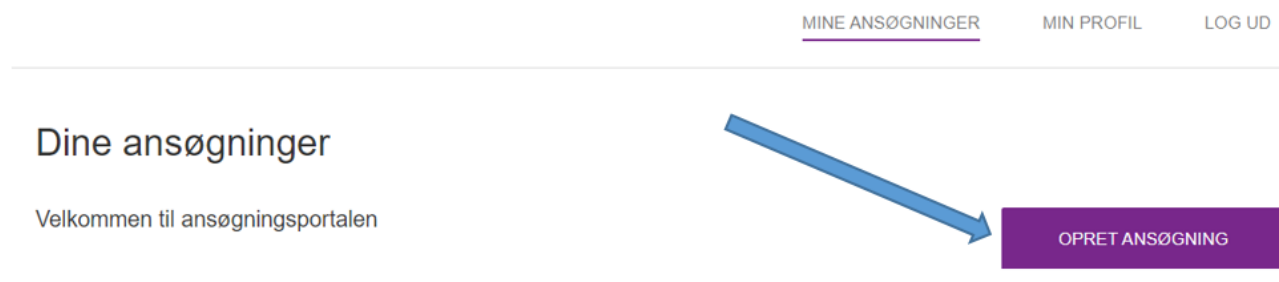 MINE ANSØGNINGER MIN PROFIL LOG UD
Dine ansøgninger
Velkommen til ansøgningsportalen
OPRET ANSØGNING